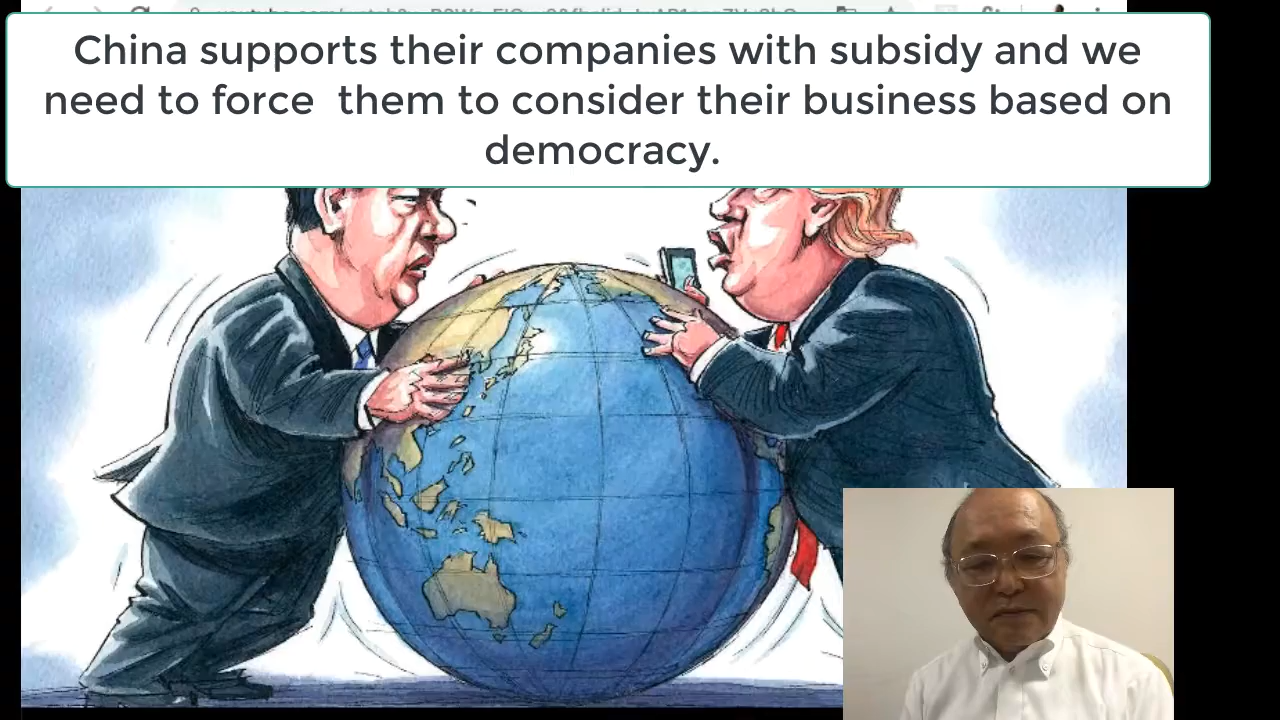 China supports their companies with subsidy and we
need to force  them to consider their business based on
democracy.